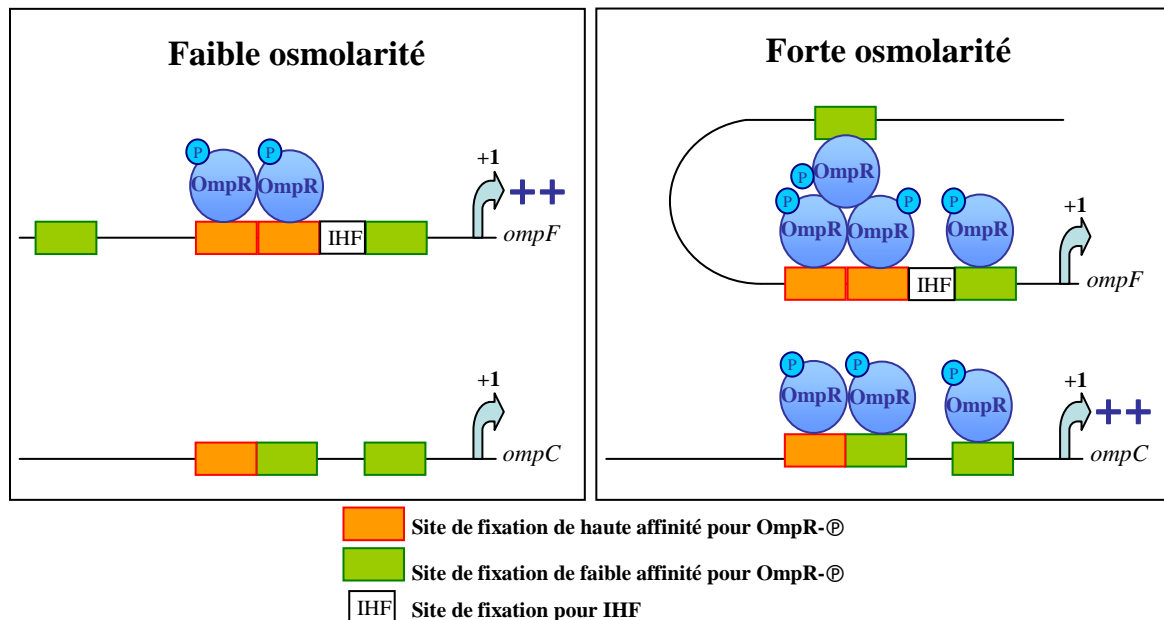 Faible osmolarité
P P
OmpR OmpR
+1
++
IHF
ompF
+1
ompC
Forte osmolarité
OmpR
P
P P P
OmpR OmpR OmpR
+1
IHF
ompF
P P P
OmpR OmpR OmpR
+1
++
ompC
Site de fixation de haute affinité pour OmpR-Ⓟ
Site de fixation de faible affinité pour OmpR-Ⓟ
IHF Site de fixation pour IHF